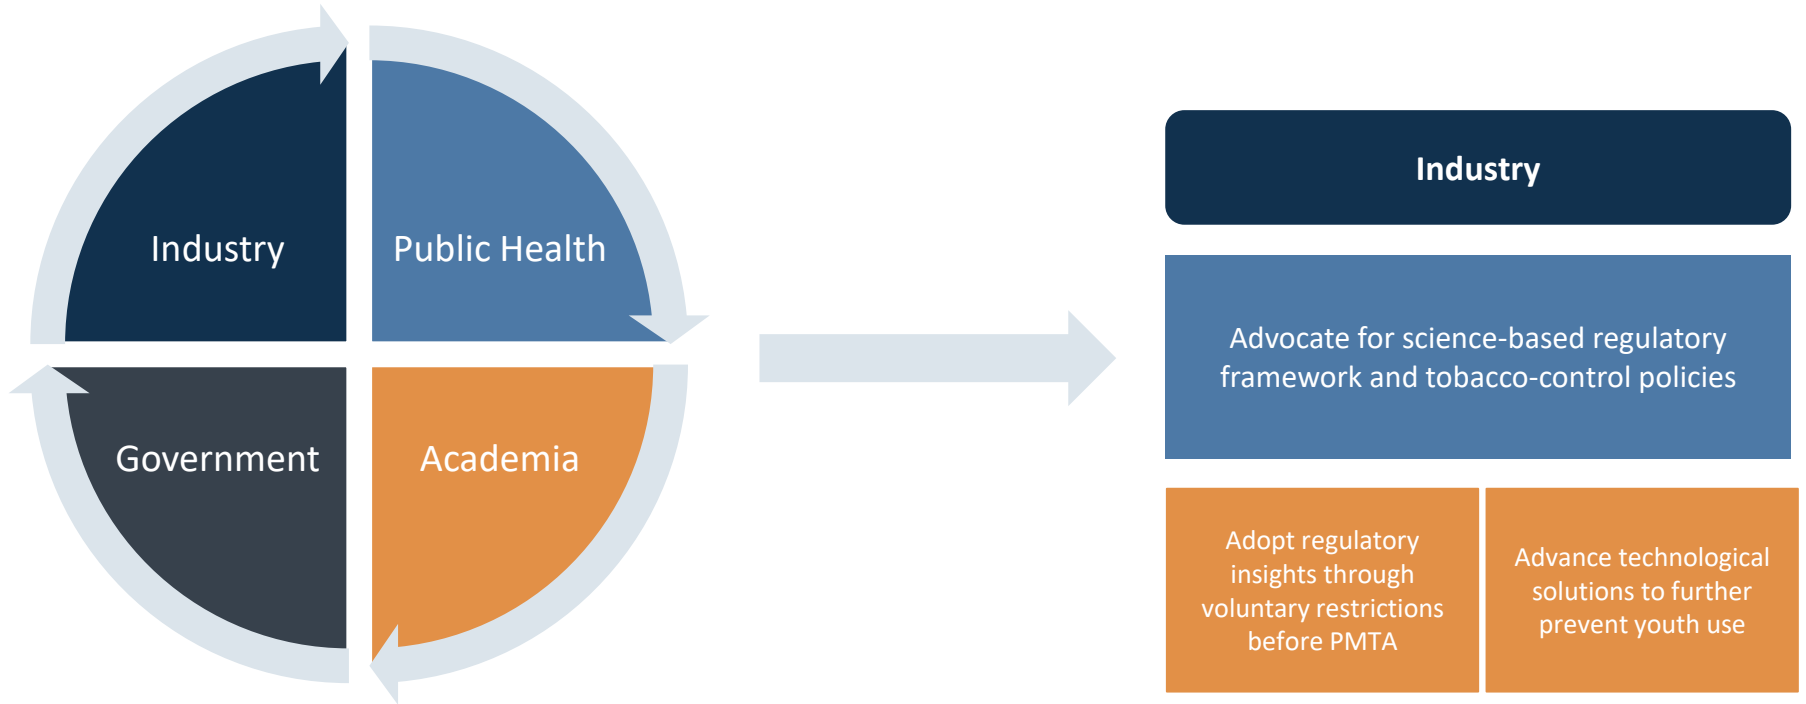 Industry
Public Health
Government
Academia
Industry
Advocate for science-based regulatory
framework and tobacco-control policies
Adopt regulatory
insights through
voluntary restrictions
before PMTA
Advance technological
solutions to further
prevent youth use